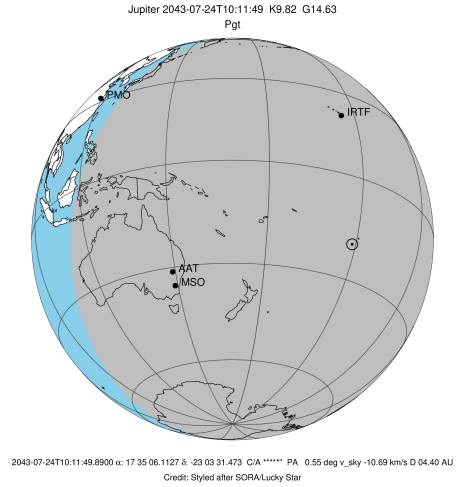 Jupiter 2043-07-24T10:11:49 K9.82 G14.63
Pgt
PMO
IRTF
AAT
MSO
2043-07-24T10:11:49.8900 α: 17 35 06.1127 δ: -23 03 31.473 C/A *****" PA 0.55 deg v_sky -10.69 km/s D 04.40 AU
Credit: Styled after SORA/Lucky Star